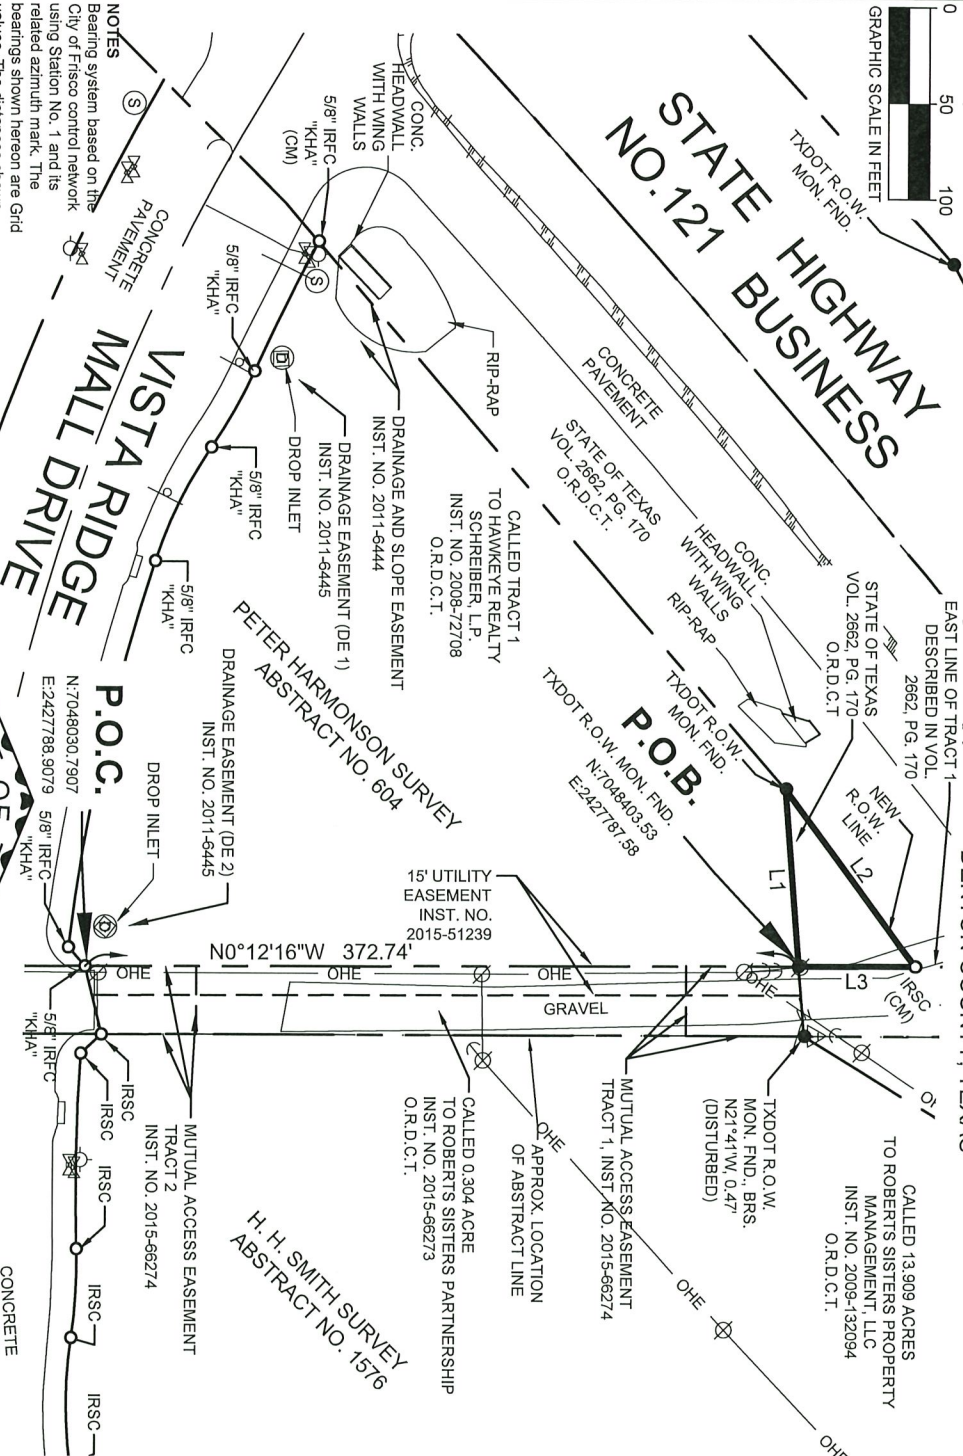 0
50
100
GRAPHIC SCALE IN FEET
TXDOT R.O.W.
MON. FND.
STATE HIGHWAY
NO. 121 BUSINESS
CONC.
HEADWALL
WITH WING
WALLS
5/8" IRFC
"KHA"
(CM)
RIP-RAP
CONCRETE
PAVEMENT
STATE OF TEXAS
VOL. 2662, PG. 170
O.R.D.C.T.
CONC.
HEADWALL
WITH WING
WALLS
RIP-RAP
STATE OF TEXAS
VOL. 2662, PG. 170
O.R.D.C.T
EAST LINE OF TRACT 1
DESCRIBED IN VOL.
2662, PG. 170
NEW
R.O.W.
LINE
L1
L2
L3
IRSC
(CM)
TXDOT R.O.W.
MON. FND.
P.O.B.
TXDOT R.O.W. MON. FND.
N:7048403.53
E:2427787.58
NOTES
Bearing system based on the
City of Frisco control network
using Station No. 1 and its
related azimuth mark. The
bearings shown hereon are Grid
S
S
D
D
CONCRETE
PAVEMENT
5/8" IRFC
"KHA"
5/8" IRFC
"KHA"
5/8" IRFC
"KHA"
DROP INLET
DRAINAGE EASEMENT (DE 1)
INST. NO. 2011-6445
DRAINAGE AND SLOPE EASEMENT
INST. NO. 2011-6444
CALLED TRACT 1
TO HAWKEYE REALTY
SCHREIBER, L.P.
INST. NO. 2008-72708
O.R.D.C.T.
VISTA RIDGE
MALL DRIVE
PETER HARMONSON SURVEY
ABSTRACT NO. 604
P.O.C.
N:7048030.7907
E:2427788.9079
5/8" IRFC
"KHA"
DROP INLET
DRAINAGE EASEMENT (DE 2)
INST. NO. 2011-6445
15' UTILITY
EASEMENT
INST. NO.
2015-51239
N0°12'16"W 372.74'
OHE
OHE
OHE
OHE
GRAVEL
5/8" IRFC
"KHA"
IRSC
IRSC
IRSC
IRSC
IRSC
MUTUAL ACCESS EASEMENT
TRACT 2
INST. NO. 2015-66274
CALLED 0.304 ACRE
TO ROBERTS SISTERS PARTNERSHIP
INST. NO. 2015-66273
O.R.D.C.T.
APPROX. LOCATION
OF ABSTRACT LINE
OHE
OHE
OHE
MUTUAL ACCESS EASEMENT
TRACT 1, INST. NO. 2015-66274
TXDOT R.O.W.
MON. FND., BRS.
N21°41'W, 0.47'
(DISTURBED)
CALLED 13.909 ACRES
TO ROBERTS SISTERS PROPERTY
MANAGEMENT, LLC
INST. NO. 2009-132094
O.R.D.C.T.
H. H. SMITH SURVEY
ABSTRACT NO. 1576
CONCRETE